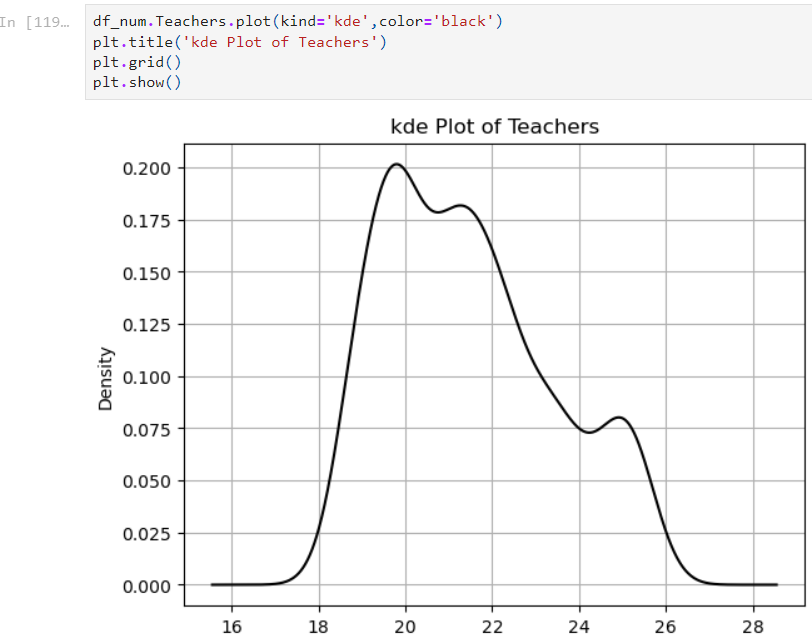 In [119…
df_num.Teachers.plot(kind='kde',color='black')
plt.title('kde Plot of Teachers')
plt.grid()
plt.show()
kde Plot of Teachers
0.200
0.175
0.150
0.125
0.100
0.075
0.050
0.025
0.000
Density
16 18 20 22 24 26 28